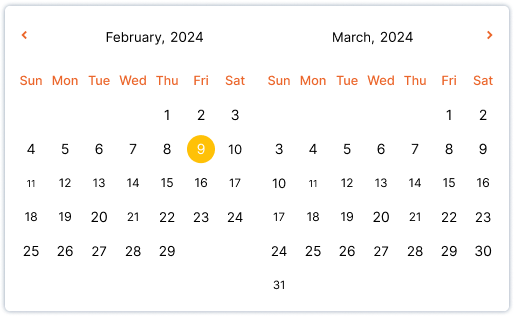 February, 2024
Sun Mon Tue Wed Thu Fri Sat
1 2 3
4 5 6 7 8 9 10
11 12 13 14 15 16 17
18 19 20 21 22 23 24
25 26 27 28 29
March, 2024
Sun Mon Tue Wed Thu Fri Sat
1 2
3 4 5 6 7 8 9
10 11 12 13 14 15 16
17 18 19 20 21 22 23
24 25 26 27 28 29 30
31